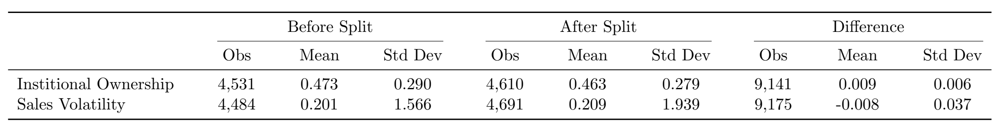 Before Split After Split Difference
Obs Mean Std Dev Obs Mean Std Dev Obs Mean Std Dev
Institional Ownership 4,531 0.473 0.290 4,610 0.463 0.279 9,141 0.009 0.006
Sales Volatility 4,484 0.201 1.566 4,691 0.209 1.939 9,175 -0.008 0.037